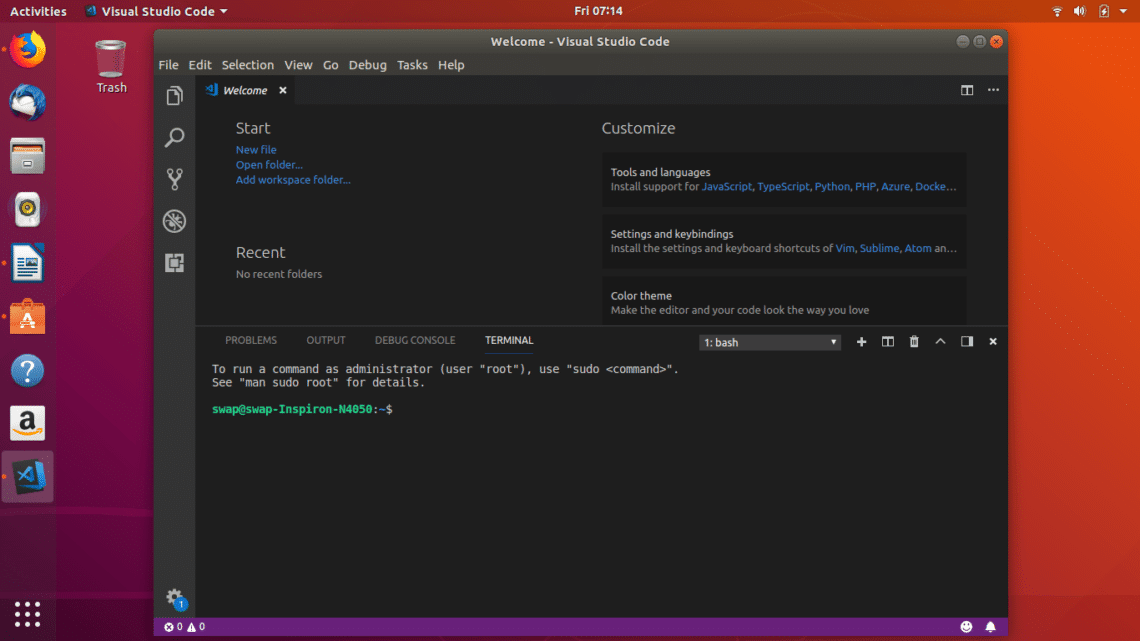 Activities
Visual Studio Code
Fri 07:14
Trash
Welcome - Visual Studio Code
File Edit Selection View Go Debug Tasks Help
Welcome
Start
New file
Open folder...
Add workspace folder...
Recent
No recent folders
Customize
Tools and languages
Install support for JavaScript, TypeScript, Python, PHP, Azure, Docke...
Settings and keybindings
Install the settings and keyboard shortcuts of Vim, Sublime, Atom an...
Color theme
Make the editor and your code look the way you love
PROBLEMS OUTPUT DEBUG CONSOLE TERMINAL
1: bash
To run a command as administrator (user "root"), use "sudo <command>".
See "man sudo root" for details.
swap@swap-Inspiron-N4050:~$
a
1
0 0